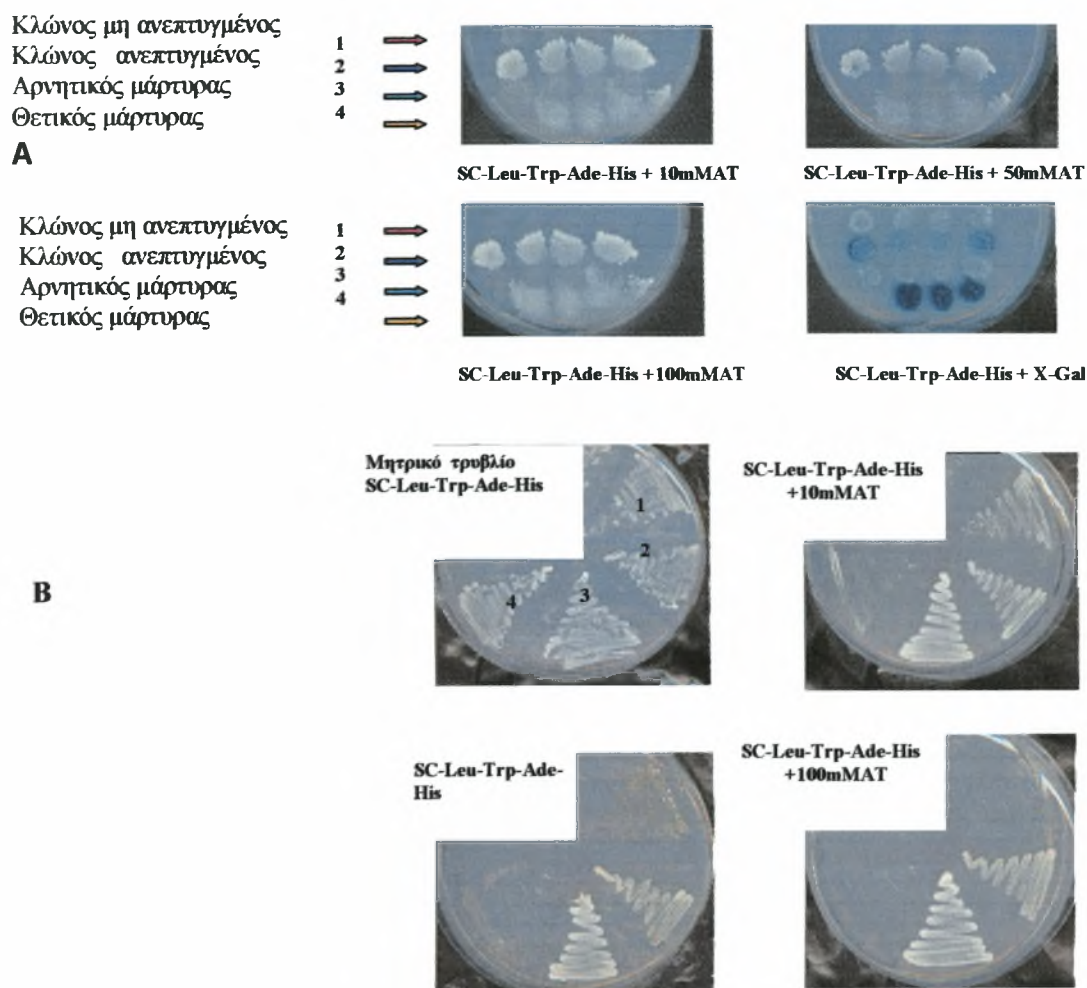 Κλώνος μη ανεπτυγμένος
Κλώνος ανεπτυγμένος
Αρνητικός μάρτυρας
Θετικός μάρτυρας
1
2
3
4
A
SC-Leu-Trp-Ade-His + 10mMAT
SC-Leu-Trp-Ade-His + 50mMAT
Κλώνος μη ανεπτυγμένος
Κλώνος ανεπτυγμένος
Αρνητικός μάρτυρας
Θετικός μάρτυρας
1
2
3
4
SC-Leu-Trp-Ade-His +100mMAT
SC-Leu-Trp-Ade-His + X-Gal
B
Μητρικό τρυβλίο
SC-Leu-Trp-Ade-His
1
2
3
4
SC-Leu-Trp-Ade-His
+10mMAT
SC-Leu-Trp-Ade-
His
SC-Leu-Trp-Ade-His
+100mMAT